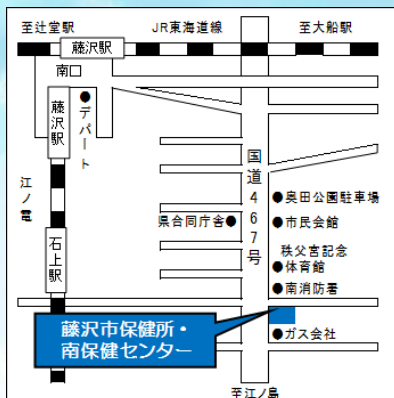 至辻堂駅
JR東海道線
至大船駅
藤沢駅
南口
藤沢駅
●デパート
江ノ電
国道467号
●奥田公園駐車場
県合同庁舎●
●市民会館
石上駅
秩父宮記念
●体育館
●南消防署
藤沢市保健所・
南保健センター
●ガス会社
至江ノ島